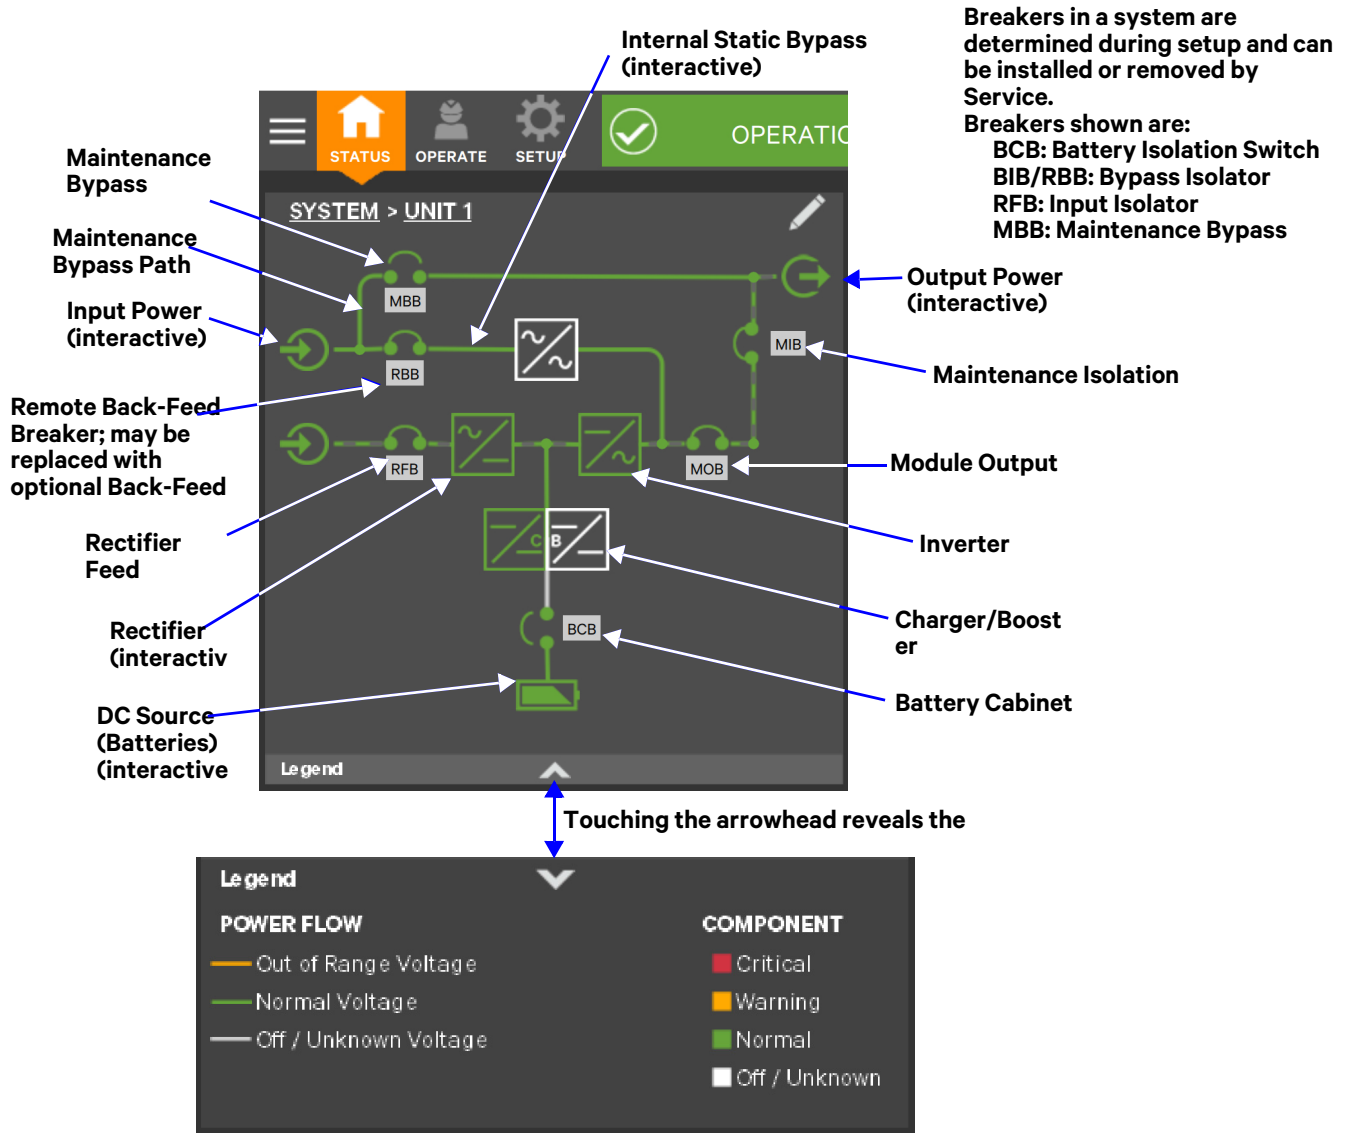 Internal Static Bypass
(interactive)
Breakers in a system are
determined during setup and can
be installed or removed by
Service.
Breakers shown are:
BCB: Battery Isolation Switch
BIB/RBB: Bypass Isolator
RFB: Input Isolator
MBB: Maintenance Bypass
STATUS
OPERATE
SETUP
OPERATIC
SYSTEM > UNIT 1
Maintenance
Bypass
Maintenance
Bypass Path
Input Power
(interactive)
Remote Back-Feed
Breaker; may be
replaced with
optional Back-Feed
Rectifier
Feed
Rectifier
(interactiv
DC Source
(Batteries)
(interactive
MBB
RBB
RFB
MIB
MOB
C
B
BCB
Output Power
(interactive)
Maintenance Isolation
Module Output
Inverter
Charger/Boost
er
Battery Cabinet
Legend
Touching the arrowhead reveals the
Legend
POWER FLOW
Out of Range Voltage
Normal Voltage
Off / Unknown Voltage
COMPONENT
Critical
Warning
Normal
Off / Unknown